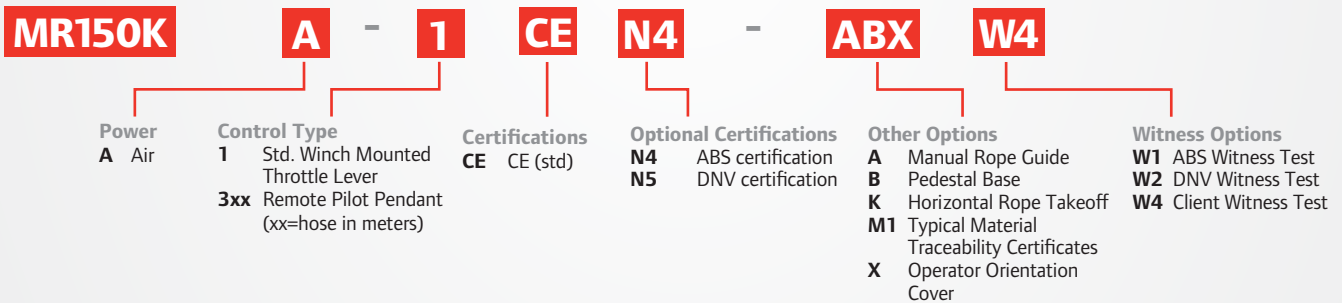 MR150K A - 1 CE N4 - ABX W4
Power
A Air
Control Type
1 Std. Winch Mounted
Throttle Lever
3xx Remote Pilot Pendant
(xx=hose in meters)
Certifications
CE CE (std)
Optional Certifications
N4 ABS certification
N5 DNV certification
Other Options
A Manual Rope Guide
B Pedestal Base
K Horizontal Rope Takeoff
M1 Typical Material
Traceability Certificates
X Operator Orientation
Cover
Witness Options
W1 ABS Witness Test
W2 DNV Witness Test
W4 Client Witness Test